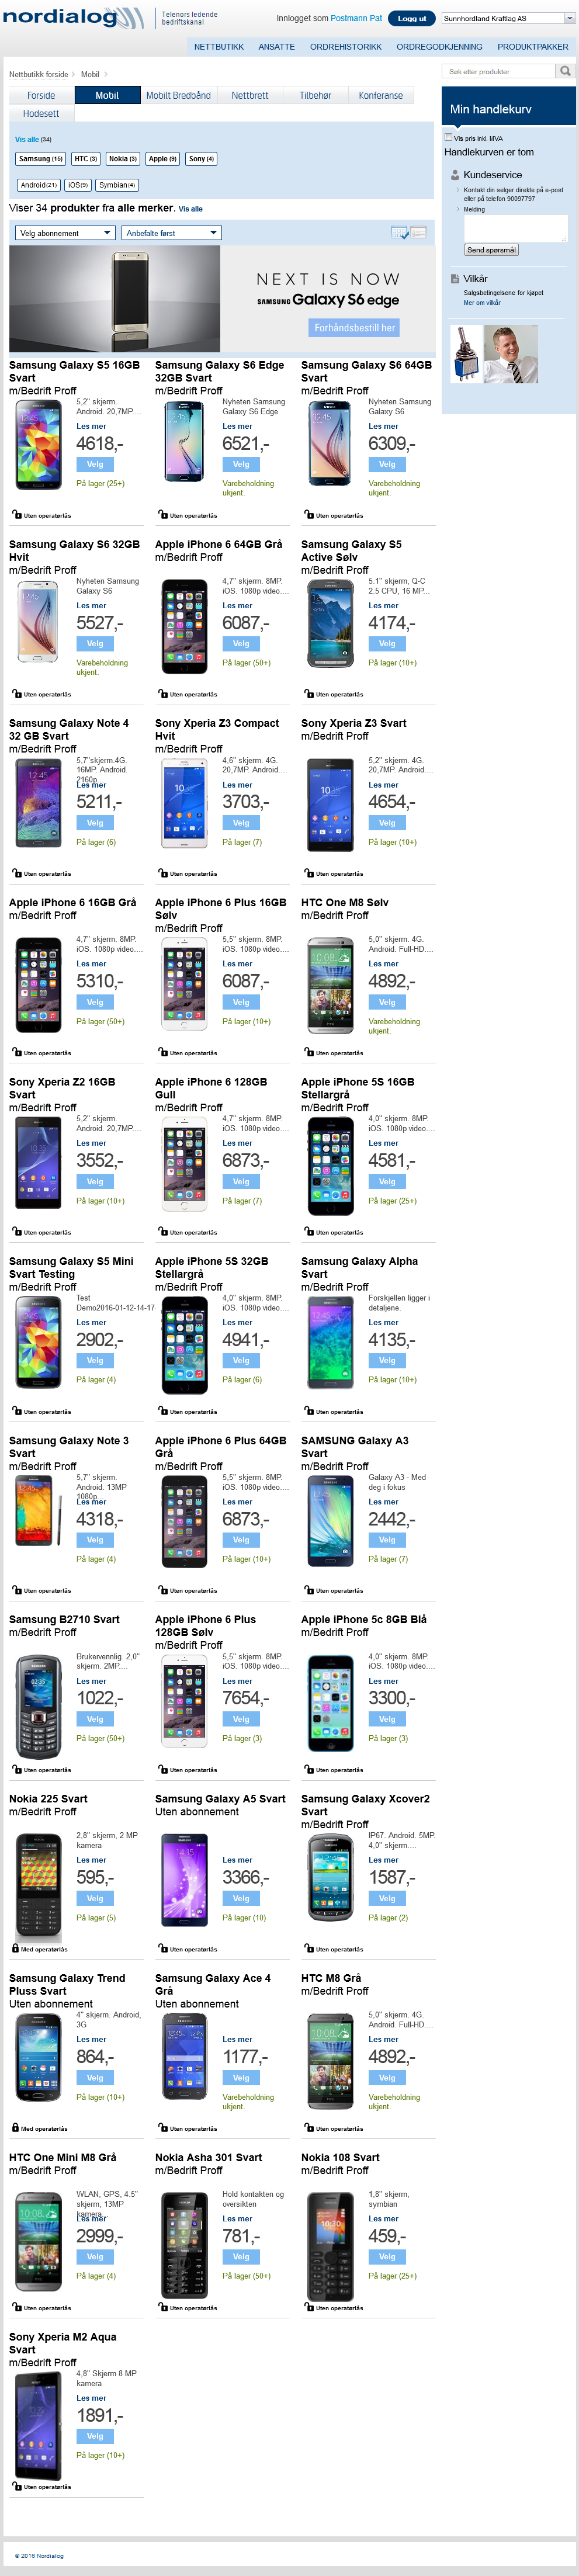 nordialog
Telenors ledende
bedriftskanal
Innlogget som Postmann Pat
Logg ut
Sunnhordland Kraftlag AS
NETTBUTIKK ANSATTE ORDREHISTORIKK ORDREGODKJENNING PRODUKTPAKKER
Nettbutikk forside Mobil
Søk etter produkter
Forside Mobil Mobilt Bredbånd Nettbrett Tilbehør Konferanse
Hodesett
Vis alle (34)
Samsung (15) HTC (3) Nokia (3) Apple (9) Sony (4)
Android(21) iOS(9) Symbian(4)
Viser 34 produkter fra alle merker. Vis alle
Velg abonnement Anbefalte først
Min handlekurv
Vis pris inkl. MVA
Handlekurven er tom
Kundeservice
Kontakt din selger direkte på e-post
eller på telefon 90097797
Melding
Send spørsmål
Vilkår
Salgsbetingelsene for kjøpet
Mer om vilkår
NEXT IS NOW
SAMSUNG Galaxy S6 edge
Forhåndsbestill her
Samsung Galaxy S5 16GB
Svart
m/Bedrift Proff
5,2" skjerm.
Android. 20,7MP....
Les mer
4618,-
Velg
På lager (25+)
Uten operatørlås
Samsung Galaxy S6 Edge
32GB Svart
m/Bedrift Proff
Nyheten Samsung
Galaxy S6 Edge
Les mer
6521,-
Velg
Varebeholdning
ukjent.
Uten operatørlås
Samsung Galaxy S6 64GB
Svart
m/Bedrift Proff
Nyheten Samsung
Galaxy S6
Les mer
6309,-
Velg
Varebeholdning
ukjent.
Uten operatørlås
Samsung Galaxy S6 32GB
Hvit
m/Bedrift Proff
Nyheten Samsung
Galaxy S6
Les mer
5527,-
Velg
Varebeholdning
ukjent.
Uten operatørlås
Apple iPhone 6 64GB Grå
m/Bedrift Proff
4,7" skjerm. 8MP.
iOS. 1080p video....
Les mer
6087,-
Velg
På lager (50+)
Uten operatørlås
Samsung Galaxy S5
Active Sølv
m/Bedrift Proff
5.1" skjerm, Q-C
2.5 CPU, 16 MP...
Les mer
4174,-
Velg
På lager (10+)
Uten operatørlås
Samsung Galaxy Note 4
32 GB Svart
m/Bedrift Proff
5,7"skjerm.4G.
16MP. Android.
2160p...
Les mer
5211,-
Velg
På lager (6)
Uten operatørlås
Sony Xperia Z3 Compact
Hvit
m/Bedrift Proff
4,6" skjerm. 4G.
20,7MP. Android....
Les mer
3703,-
Velg
På lager (7)
Uten operatørlås
Sony Xperia Z3 Svart
m/Bedrift Proff
5,2" skjerm. 4G.
20,7MP. Android....
Les mer
4654,-
Velg
På lager (10+)
Uten operatørlås
Apple iPhone 6 16GB Grå
m/Bedrift Proff
4,7" skjerm. 8MP.
iOS. 1080p video....
Les mer
5310,-
Velg
På lager (50+)
Uten operatørlås
Apple iPhone 6 Plus 16GB
Sølv
m/Bedrift Proff
5,5" skjerm. 8MP.
iOS. 1080p video....
Les mer
6087,-
Velg
På lager (10+)
Uten operatørlås
HTC One M8 Sølv
m/Bedrift Proff
5,0" skjerm. 4G.
Android. Full-HD....
Les mer
4892,-
Velg
Varebeholdning
ukjent.
Uten operatørlås
Sony Xperia Z2 16GB
Svart
m/Bedrift Proff
5,2" skjerm.
Android. 20,7MP....
Les mer
3552,-
Velg
På lager (10+)
Uten operatørlås
Apple iPhone 6 128GB
Gull
m/Bedrift Proff
4,7" skjerm. 8MP.
iOS. 1080p video....
Les mer
6873,-
Velg
På lager (7)
Uten operatørlås
Apple iPhone 5S 16GB
Stellargrå
m/Bedrift Proff
4,0" skjerm. 8MP.
iOS. 1080p video....
Les mer
4581,-
Velg
På lager (25+)
Uten operatørlås
Samsung Galaxy S5 Mini
Svart Testing
m/Bedrift Proff
Test
Demo2016-01-12-14-17
Les mer
2902,-
Velg
På lager (4)
Uten operatørlås
Apple iPhone 5S 32GB
Stellargrå
m/Bedrift Proff
4,0" skjerm. 8MP.
iOS. 1080p video....
Les mer
4941,-
Velg
På lager (6)
Uten operatørlås
Samsung Galaxy Alpha
Svart
m/Bedrift Proff
Forskjellen ligger i
detaljene.
Les mer
4135,-
Velg
På lager (10+)
Uten operatørlås
Samsung Galaxy Note 3
Svart
m/Bedrift Proff
5,7" skjerm.
Android. 13MP
1080p...
Les mer
4318,-
Velg
På lager (4)
Uten operatørlås
Apple iPhone 6 Plus 64GB
Grå
m/Bedrift Proff
5,5" skjerm. 8MP.
iOS. 1080p video....
Les mer
6873,-
Velg
På lager (10+)
Uten operatørlås
SAMSUNG Galaxy A3
Svart
m/Bedrift Proff
Galaxy A3 - Med
deg i fokus
Les mer
2442,-
Velg
På lager (7)
Uten operatørlås
Samsung B2710 Svart
m/Bedrift Proff
Brukervennlig. 2,0"
skjerm. 2MP....
Les mer
1022,-
Velg
På lager (50+)
Uten operatørlås
Apple iPhone 6 Plus
128GB Sølv
m/Bedrift Proff
5,5" skjerm. 8MP.
iOS. 1080p video....
Les mer
7654,-
Velg
På lager (3)
Uten operatørlås
Apple iPhone 5c 8GB Blå
m/Bedrift Proff
4,0" skjerm. 8MP.
iOS. 1080p video....
Les mer
3300,-
Velg
På lager (3)
Uten operatørlås
Nokia 225 Svart
m/Bedrift Proff
2,8" skjerm, 2 MP
kamera
Les mer
595,-
Velg
På lager (5)
Med operatørlås
Samsung Galaxy A5 Svart
Uten abonnement
Les mer
3366,-
Velg
På lager (10)
Uten operatørlås
Samsung Galaxy Xcover2
Svart
m/Bedrift Proff
IP67. Android. 5MP.
4,0" skjerm....
Les mer
1587,-
Velg
På lager (2)
Uten operatørlås
Samsung Galaxy Trend
Pluss Svart
Uten abonnement
4" skjerm. Android,
3G
Les mer
864,-
Velg
På lager (10+)
Med operatørlås
Samsung Galaxy Ace 4
Grå
Uten abonnement
Les mer
1177,-
Velg
Varebeholdning
ukjent.
Uten operatørlås
HTC M8 Grå
m/Bedrift Proff
5,0" skjerm. 4G.
Android. Full-HD....
Les mer
4892,-
Velg
Varebeholdning
ukjent.
Uten operatørlås
HTC One Mini M8 Grå
m/Bedrift Proff
WLAN, GPS, 4.5"
skjerm, 13MP
kamera...
Les mer
2999,-
Velg
På lager (4)
Uten operatørlås
Nokia Asha 301 Svart
m/Bedrift Proff
Hold kontakten og
oversikten
Les mer
781,-
Velg
På lager (50+)
Uten operatørlås
Nokia 108 Svart
m/Bedrift Proff
1,8" skjerm,
symbian
Les mer
459,-
Velg
På lager (25+)
Uten operatørlås
Sony Xperia M2 Aqua
Svart
m/Bedrift Proff
4,8" Skjerm 8 MP
kamera
Les mer
1891,-
Velg
På lager (10+)
Uten operatørlås
© 2016 Nordialog